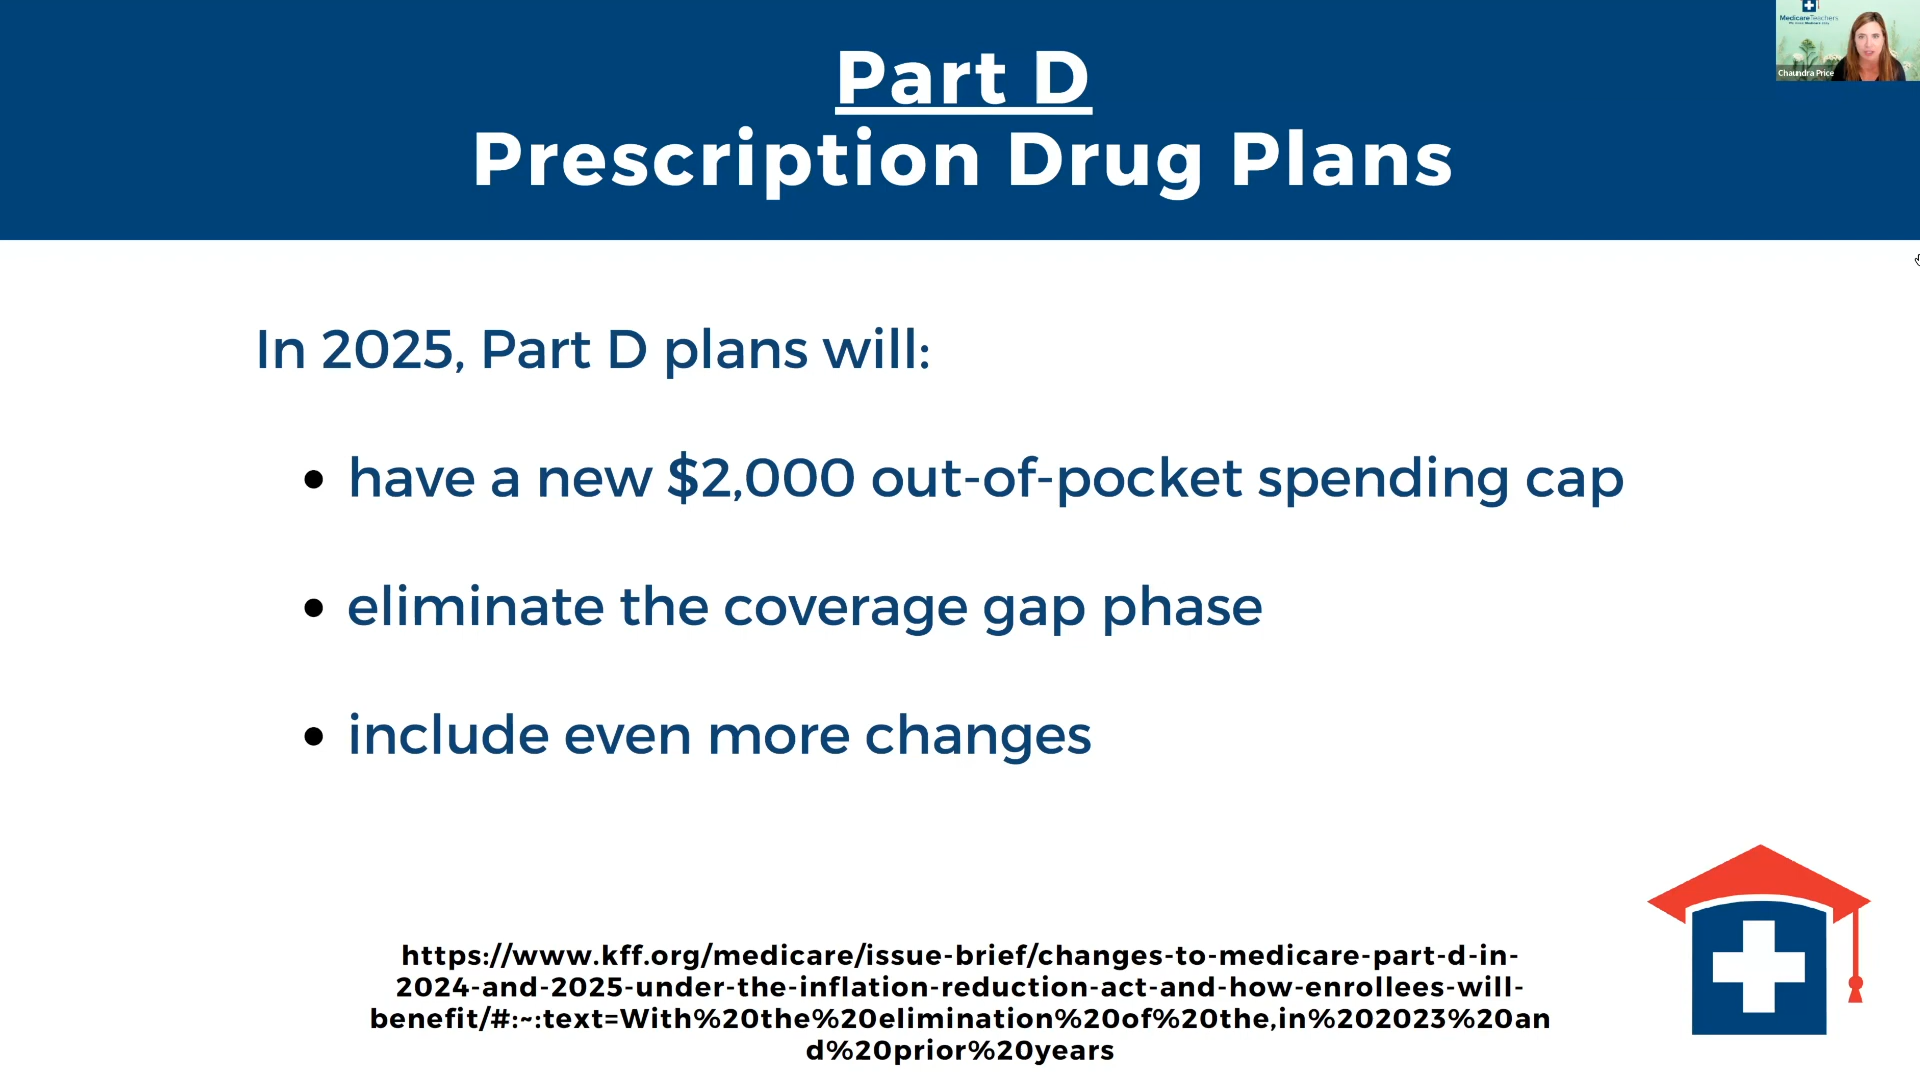 Part D
Prescription Drug Plans
MedicareTeachers
Chaundra Price
In 2025, Part D plans will:
• have a new $2,000 out-of-pocket spending cap
• eliminate the coverage gap phase
• include even more changes
https://www.kff.org/medicare/issue-brief/changes-to-medicare-part-d-in-
2024-and-2025-under-the-inflation-reduction-act-and-how-enrollees-will-
benefit/#:~:text=With%20the%20elimination%20of%20the,in%202023%20an
d%20prior%20years